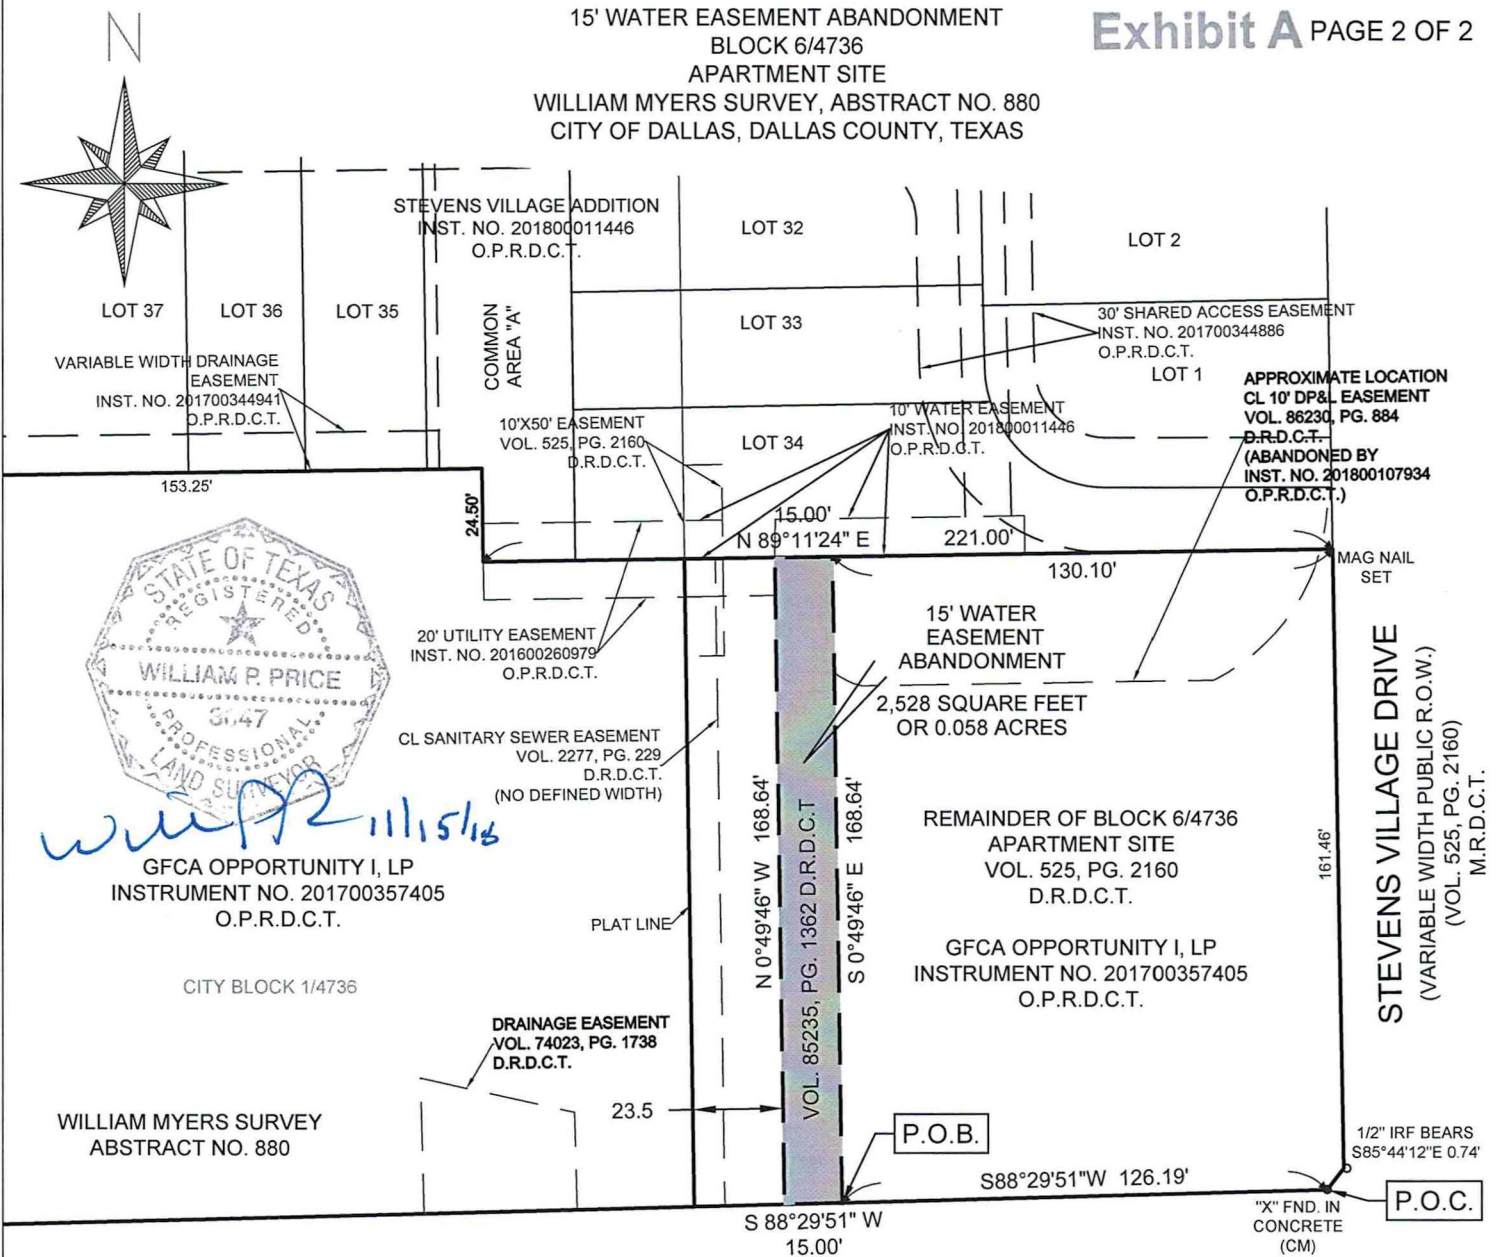 Exhibit A PAGE 2 OF 2
15' WATER EASEMENT ABANDONMENT
BLOCK 6/4736
APARTMENT SITE
WILLIAM MYERS SURVEY, ABSTRACT NO. 880
CITY OF DALLAS, DALLAS COUNTY, TEXAS
N
STEVENS VILLAGE ADDITION
INST. NO. 201800011446
O.P.R.D.C.T.
LOT 32
LOT 2
LOT 37
LOT 36
LOT 35
COMMON
AREA "A"
LOT 33
30' SHARED ACCESS EASEMENT
INST. NO. 201700344886
O.P.R.D.C.T.
LOT 1
VARIABLE WIDTH DRAINAGE
EASEMENT
INST. NO. 201700344941
O.P.R.D.C.T.
10'X50' EASEMENT
VOL. 525, PG. 2160
D.R.D.C.T.
LOT 34
10' WATER EASEMENT
INST. NO. 201800011446
O.P.R.D.C.T.
APPROXIMATE LOCATION
CL 10' DP&L EASEMENT
VOL. 86230, PG. 884
D.R.D.C.T.
(ABANDONED BY
INST. NO. 201800107934
O.P.R.D.C.T.)
153.25'
24.50'
15.00'
N 89°11'24" E
221.00'
130.10'
MAG NAIL
SET
STATE OF TEXAS
REGISTERED
WILLIAM P. PRICE
3047
PROFESSIONAL
LAND SURVEYOR
11/15/18
20' UTILITY EASEMENT
INST. NO. 201600260979
O.P.R.D.C.T.
15' WATER
EASEMENT
ABANDONMENT
2,528 SQUARE FEET
OR 0.058 ACRES
CL SANITARY SEWER EASEMENT
VOL. 2277, PG. 229
D.R.D.C.T.
(NO DEFINED WIDTH)
N 0°49'46" W 168.64'
VOL. 85235, PG. 1362 D.R.D.C.T
S 0°49'46" E 168.64'
REMAINDER OF BLOCK 6/4736
APARTMENT SITE
VOL. 525, PG. 2160
D.R.D.C.T.
GFCA OPPORTUNITY I, LP
INSTRUMENT NO. 201700357405
O.P.R.D.C.T.
161.46'
STEVENS VILLAGE DRIVE
(VARIABLE WIDTH PUBLIC R.O.W.)
(VOL. 525, PG. 2160)
M.R.D.C.T.
GFCA OPPORTUNITY I, LP
INSTRUMENT NO. 201700357405
O.P.R.D.C.T.
PLAT LINE
CITY BLOCK 1/4736
DRAINAGE EASEMENT
VOL. 74023, PG. 1738
D.R.D.C.T.
WILLIAM MYERS SURVEY
ABSTRACT NO. 880
23.5
P.O.B.
1/2" IRF BEARS
S85°44'12"E 0.74'
S88°29'51"W 126.19'
P.O.C.
"X" FND. IN
CONCRETE
(CM)
S 88°29'51" W
15.00'